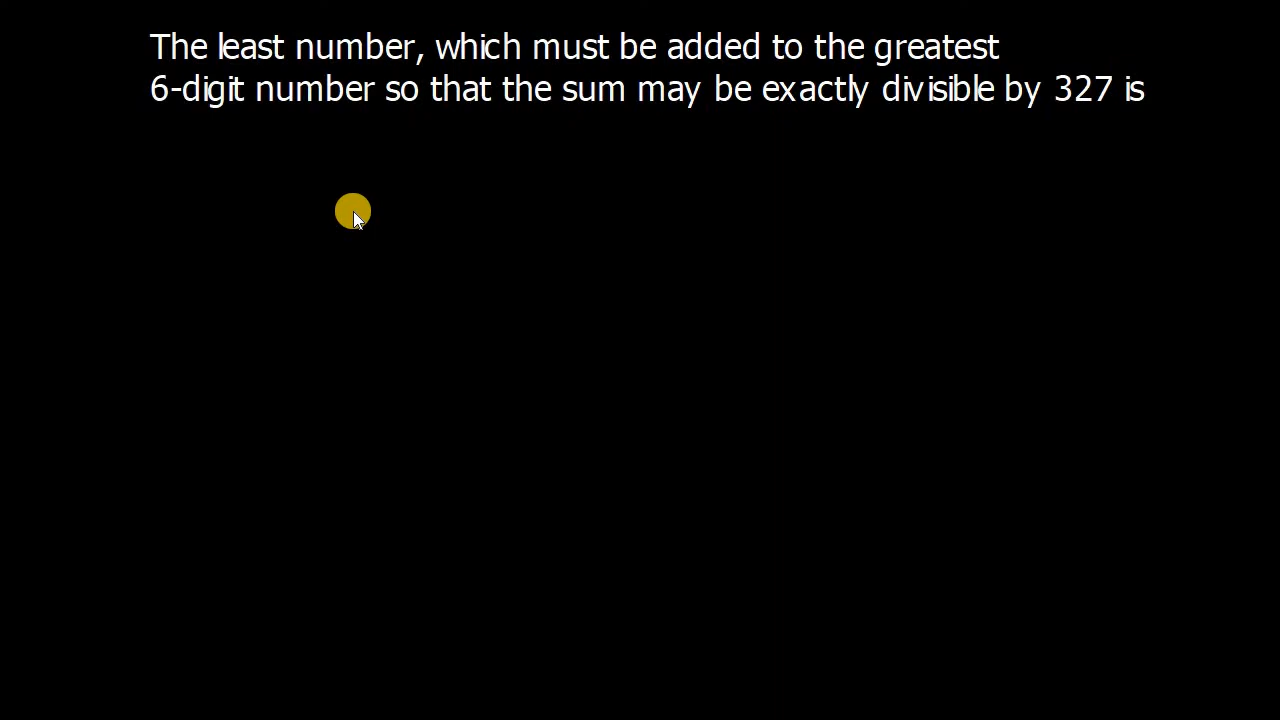 The least number, which must be added to the greatest
6-digit number so that the sum may be exactly divisible by 327 is